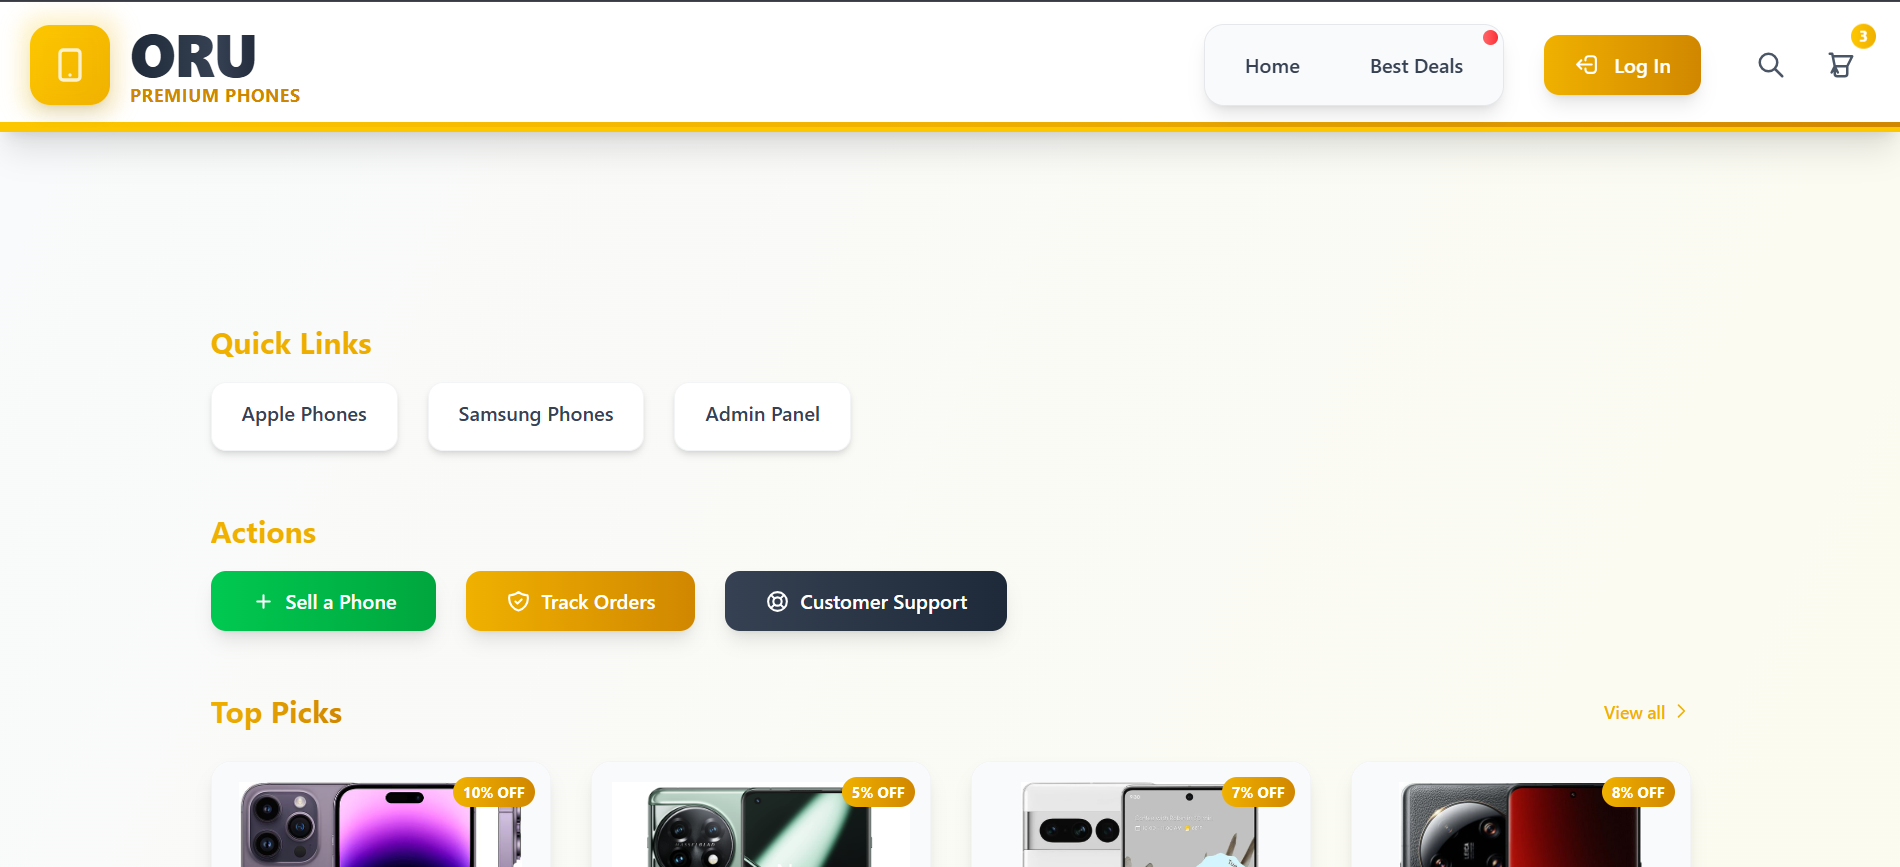 ORU
PREMIUM PHONES
Home
Best Deals
Log In
3
Quick Links
Apple Phones
Samsung Phones
Admin Panel
Actions
Sell a Phone
Track Orders
Customer Support
Top Picks
View all
10% OFF
5% OFF
7% OFF
8% OFF
HASSELBLAD